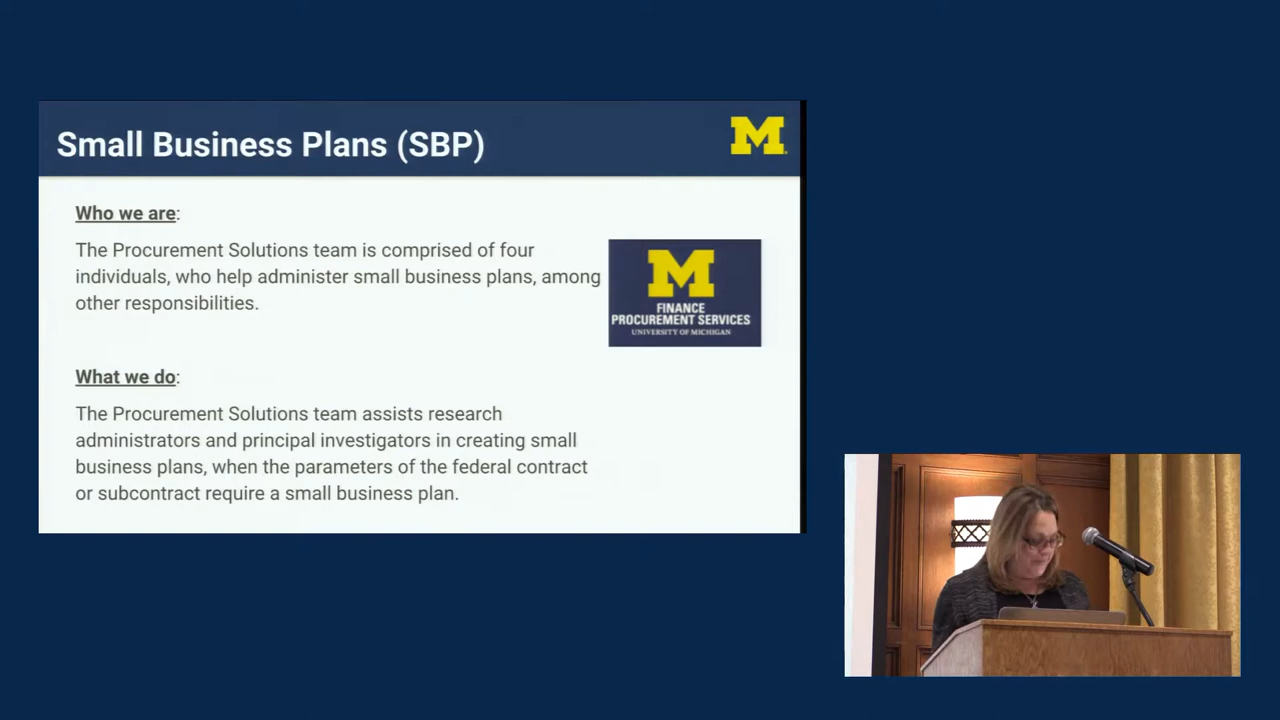 Small Business Plans (SBP)
M
Who we are:
The Procurement Solutions team is comprised of four
individuals, who help administer small business plans, among
other responsibilities.
M
FINANCE
PROCUREMENT SERVICES
UNIVERSITY OF MICHIGAN
What we do:
The Procurement Solutions team assists research
administrators and principal investigators in creating small
business plans, when the parameters of the federal contract
or subcontract require a small business plan.